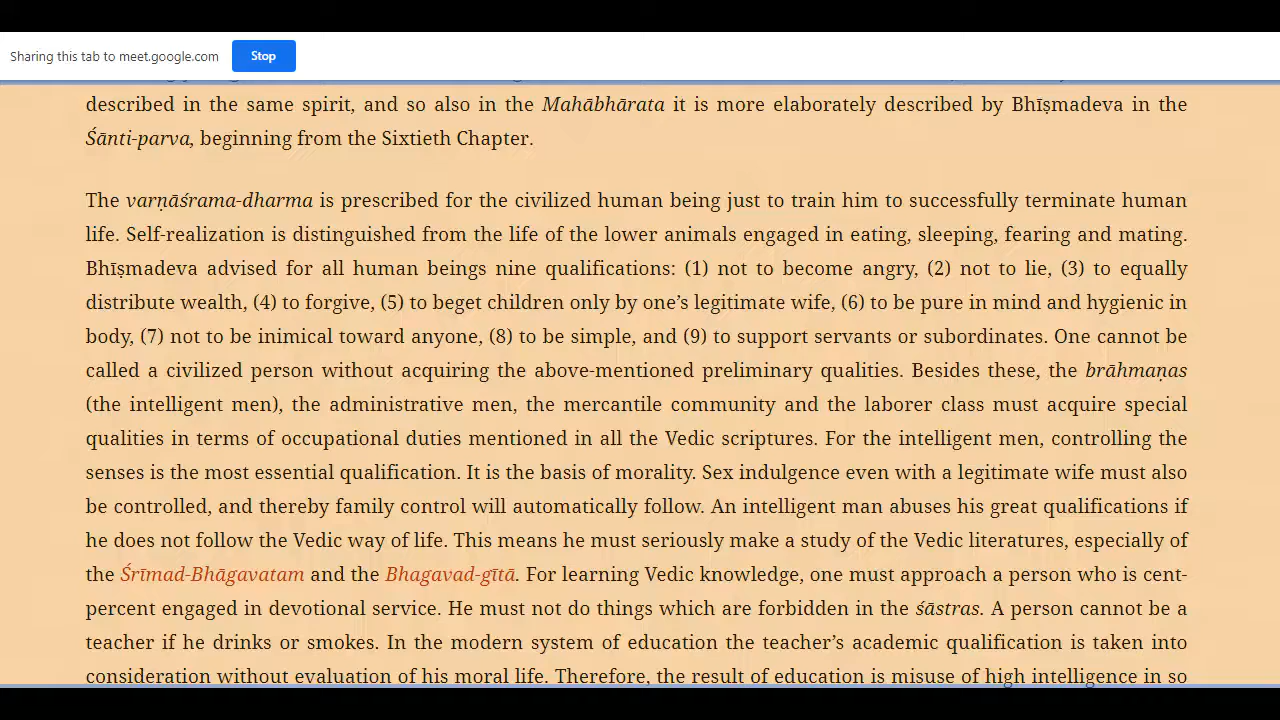 Sharing this tab to meet.google.com Stop
described in the same spirit, and so also in the Mahābhārata it is more elaborately described by Bhīṣmadeva in the
Śānti-parva, beginning from the Sixtieth Chapter.
The varṇāśrama-dharma is prescribed for the civilized human being just to train him to successfully terminate human
life. Self-realization is distinguished from the life of the lower animals engaged in eating, sleeping, fearing and mating.
Bhīṣmadeva advised for all human beings nine qualifications: (1) not to become angry, (2) not to lie, (3) to equally
distribute wealth, (4) to forgive, (5) to beget children only by one’s legitimate wife, (6) to be pure in mind and hygienic in
body, (7) not to be inimical toward anyone, (8) to be simple, and (9) to support servants or subordinates. One cannot be
called a civilized person without acquiring the above-mentioned preliminary qualities. Besides these, the brāhmaṇas
(the intelligent men), the administrative men, the mercantile community and the laborer class must acquire special
qualities in terms of occupational duties mentioned in all the Vedic scriptures. For the intelligent men, controlling the
senses is the most essential qualification. It is the basis of morality. Sex indulgence even with a legitimate wife must also
be controlled, and thereby family control will automatically follow. An intelligent man abuses his great qualifications if
he does not follow the Vedic way of life. This means he must seriously make a study of the Vedic literatures, especially of
the Śrīmad-Bhāgavatam and the Bhagavad-gītā. For learning Vedic knowledge, one must approach a person who is cent-
percent engaged in devotional service. He must not do things which are forbidden in the śāstras. A person cannot be a
teacher if he drinks or smokes. In the modern system of education the teacher’s academic qualification is taken into
consideration without evaluation of his moral life. Therefore, the result of education is misuse of high intelligence in so